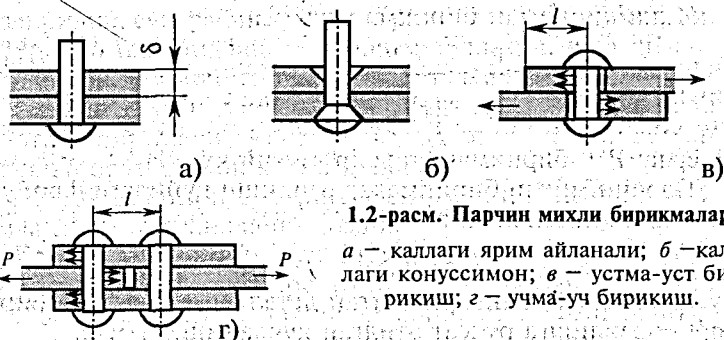 δ
l
а)
б)
в)
l
P
P
г)
1.2-расм. Парчин михли бирикмалар
а — каллаги ярим айланали; б —кал-
лаги конуссимон; в — устма-уст би-
рикиш; г — учма-уч бирикиш.